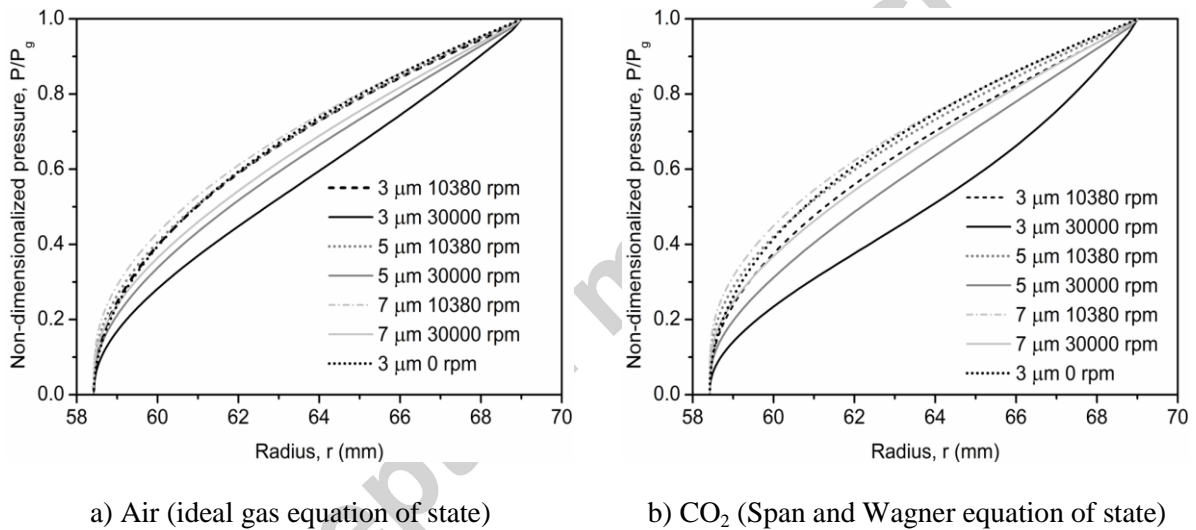 Non-dimensionalized pressure, P/Pg
1.0
0.8
0.6
0.4
0.2
0.0
3 μm 10380 rpm
3 μm 30000 rpm
5 μm 10380 rpm
5 μm 30000 rpm
7 μm 10380 rpm
7 μm 30000 rpm
3 μm 0 rpm
58 60 62 64 66 68 70
Radius, r (mm)
a) Air (ideal gas equation of state)
Non-dimensionalized pressure, P/Pg
1.0
0.8
0.6
0.4
0.2
0.0
3 μm 10380 rpm
3 μm 30000 rpm
5 μm 10380 rpm
5 μm 30000 rpm
7 μm 10380 rpm
7 μm 30000 rpm
3 μm 0 rpm
58 60 62 64 66 68 70
Radius, r (mm)
b) CO₂ (Span and Wagner equation of state)